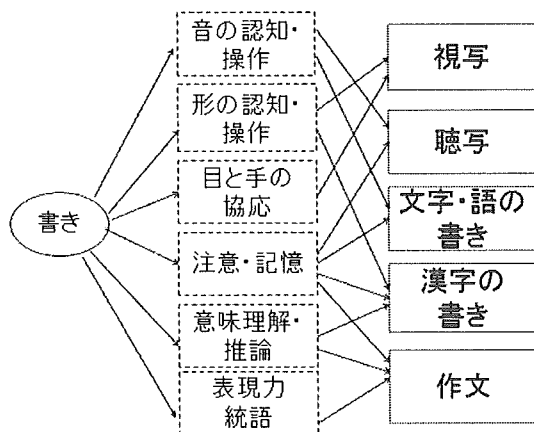 書き
音の認知・
操作
形の認知・
操作
目と手の
協応
注意・記憶
意味理解・
推論
表現力
統語
視写
聴写
文字・語の
書き
漢字の
書き
作文